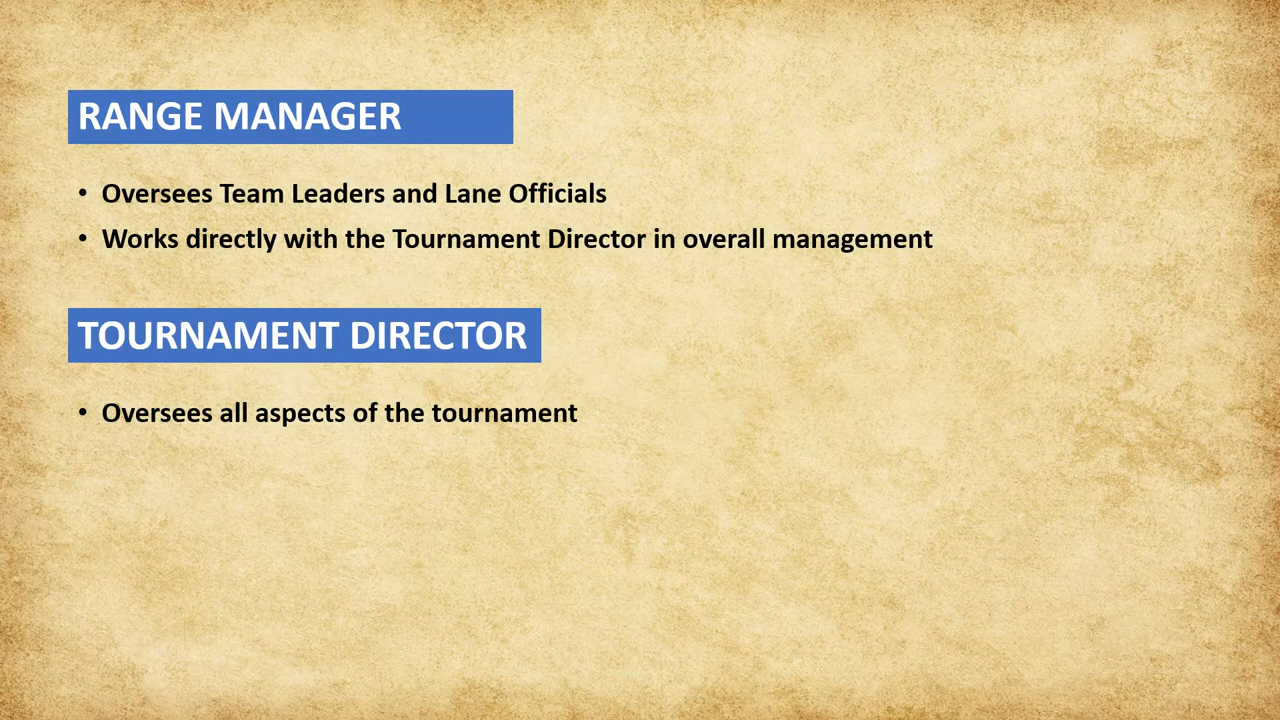 RANGE MANAGER
• Oversees Team Leaders and Lane Officials
• Works directly with the Tournament Director in overall management
TOURNAMENT DIRECTOR
• Oversees all aspects of the tournament